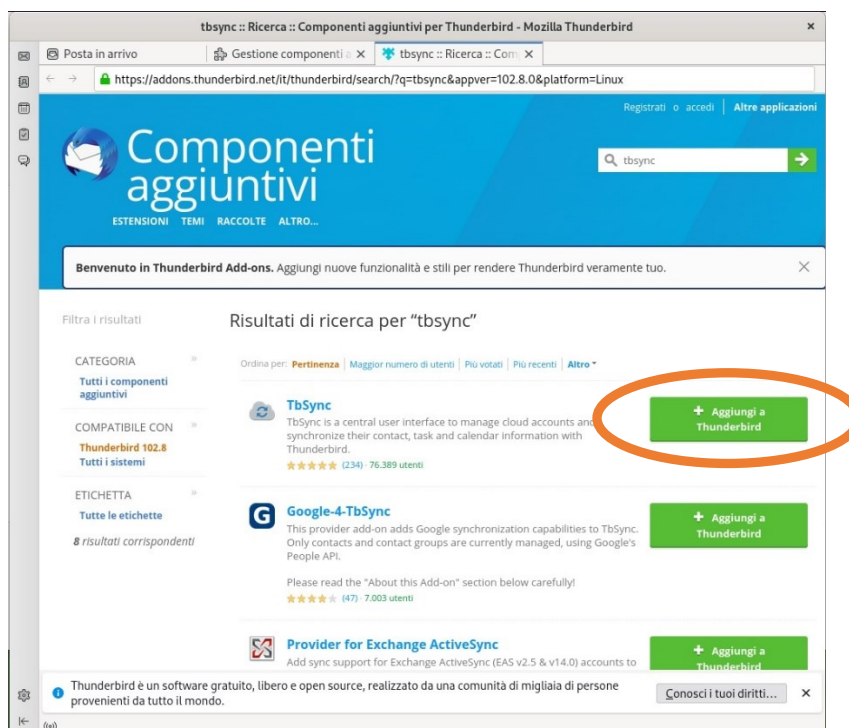 tbsync :: Ricerca :: Componenti aggiuntivi per Thunderbird - Mozilla Thunderbird
Posta in arrivo
Gestione componenti a
tbsync :: Ricerca :: Com
https://addons.thunderbird.net/it/thunderbird/search/?q=tbsync&appver=102.8.0&platform=Linux
Registrati o accedi | Altre applicazioni
Componenti
aggiuntivi
tbsync
ESTENSIONI TEMI RACCOLTE ALTRO...
Benvenuto in Thunderbird Add-ons. Aggiungi nuove funzionalità e stili per rendere Thunderbird veramente tuo.
Filtra i risultati
CATEGORIA »
Tutti i componenti
aggiuntivi
COMPATIBILE CON »
Thunderbird 102.8
Tutti i sistemi
ETICHETTA »
Tutte le etichette
8 risultati corrispondenti
Risultati di ricerca per “tbsync”
Ordina per: Pertinenza | Maggior numero di utenti | Più votati | Più recenti | Altro
TbSync
TbSync is a central user interface to manage cloud accounts and
synchronize their contact, task and calendar information with
Thunderbird.
(234) · 76.389 utenti
+ Aggiungi a
Thunderbird
Google-4-TbSync
This provider add-on adds Google synchronization capabilities to TbSync.
Only contacts and contact groups are currently managed, using Google's
People API.
Please read the "About this Add-on" section below carefully!
(47) · 7.003 utenti
+ Aggiungi a
Thunderbird
Provider for Exchange ActiveSync
Add sync support for Exchange ActiveSync (EAS v2.5 & v14.0) accounts to
+ Aggiungi a
Thunderbird
Thunderbird è un software gratuito, libero e open source, realizzato da una comunità di migliaia di persone
provenienti da tutto il mondo.
Conosci i tuoi diritti...